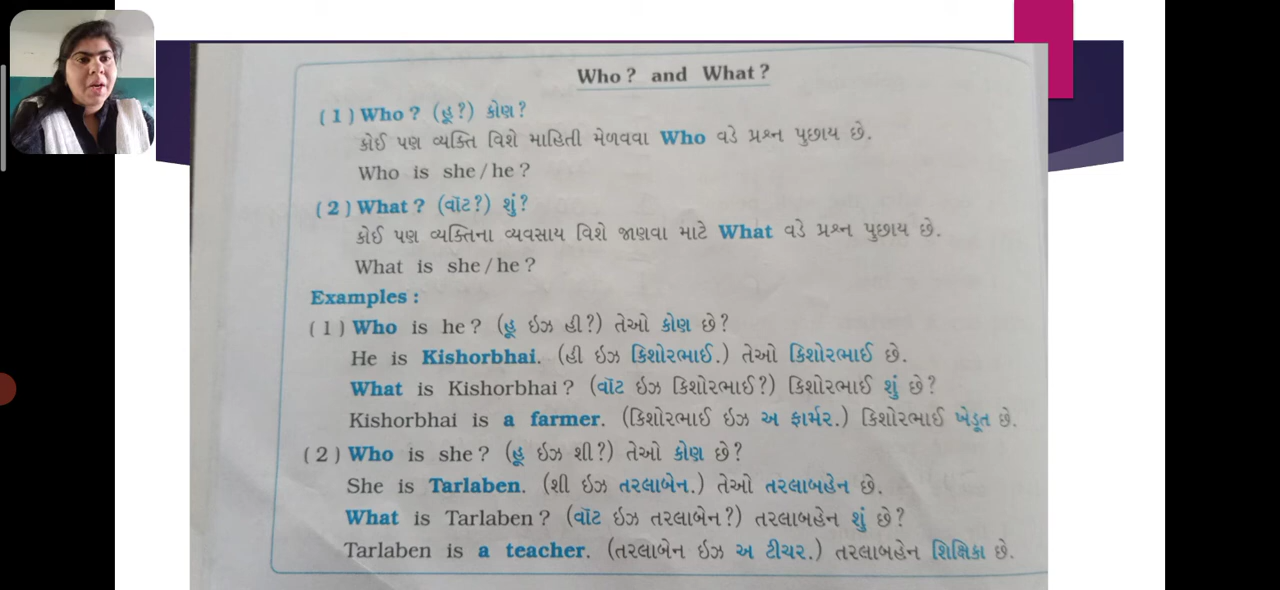 Who? and What?
(1) Who? (હૂ?) કોણ?
કોઈ પણ વ્યક્તિ વિશે માહિતી મેળવવા Who વડે પ્રશ્ન પુછાય છે.
Who is she/he?
(2) What? (વૉટ?) શું?
કોઈ પણ વ્યક્તિના વ્યવસાય વિશે જાણવા માટે What વડે પ્રશ્ન પુછાય છે.
What is she/he?
Examples :
(1) Who is he? (હૂ ઇઝ હી?) તેઓ કોણ છે?
He is Kishorbhai. (હી ઇઝ કિશોરભાઈ.) તેઓ કિશોરભાઈ છે.
What is Kishorbhai? (વૉટ ઇઝ કિશોરભાઈ?) કિશોરભાઈ શું છે?
Kishorbhai is a farmer. (કિશોરભાઈ ઇઝ અ ફાર્મર.) કિશોરભાઈ ખેડૂત છે.
(2) Who is she? (હૂ ઇઝ શી?) તેઓ કોણ છે?
She is Tarlaben. (શી ઇઝ તરલાબેન.) તેઓ તરલાબહેન છે.
What is Tarlaben? (વૉટ ઇઝ તરલાબેન?) તરલાબહેન શું છે?
Tarlaben is a teacher. (તરલાબેન ઇઝ અ ટીચર.) તરલાબહેન શિક્ષિકા છે.